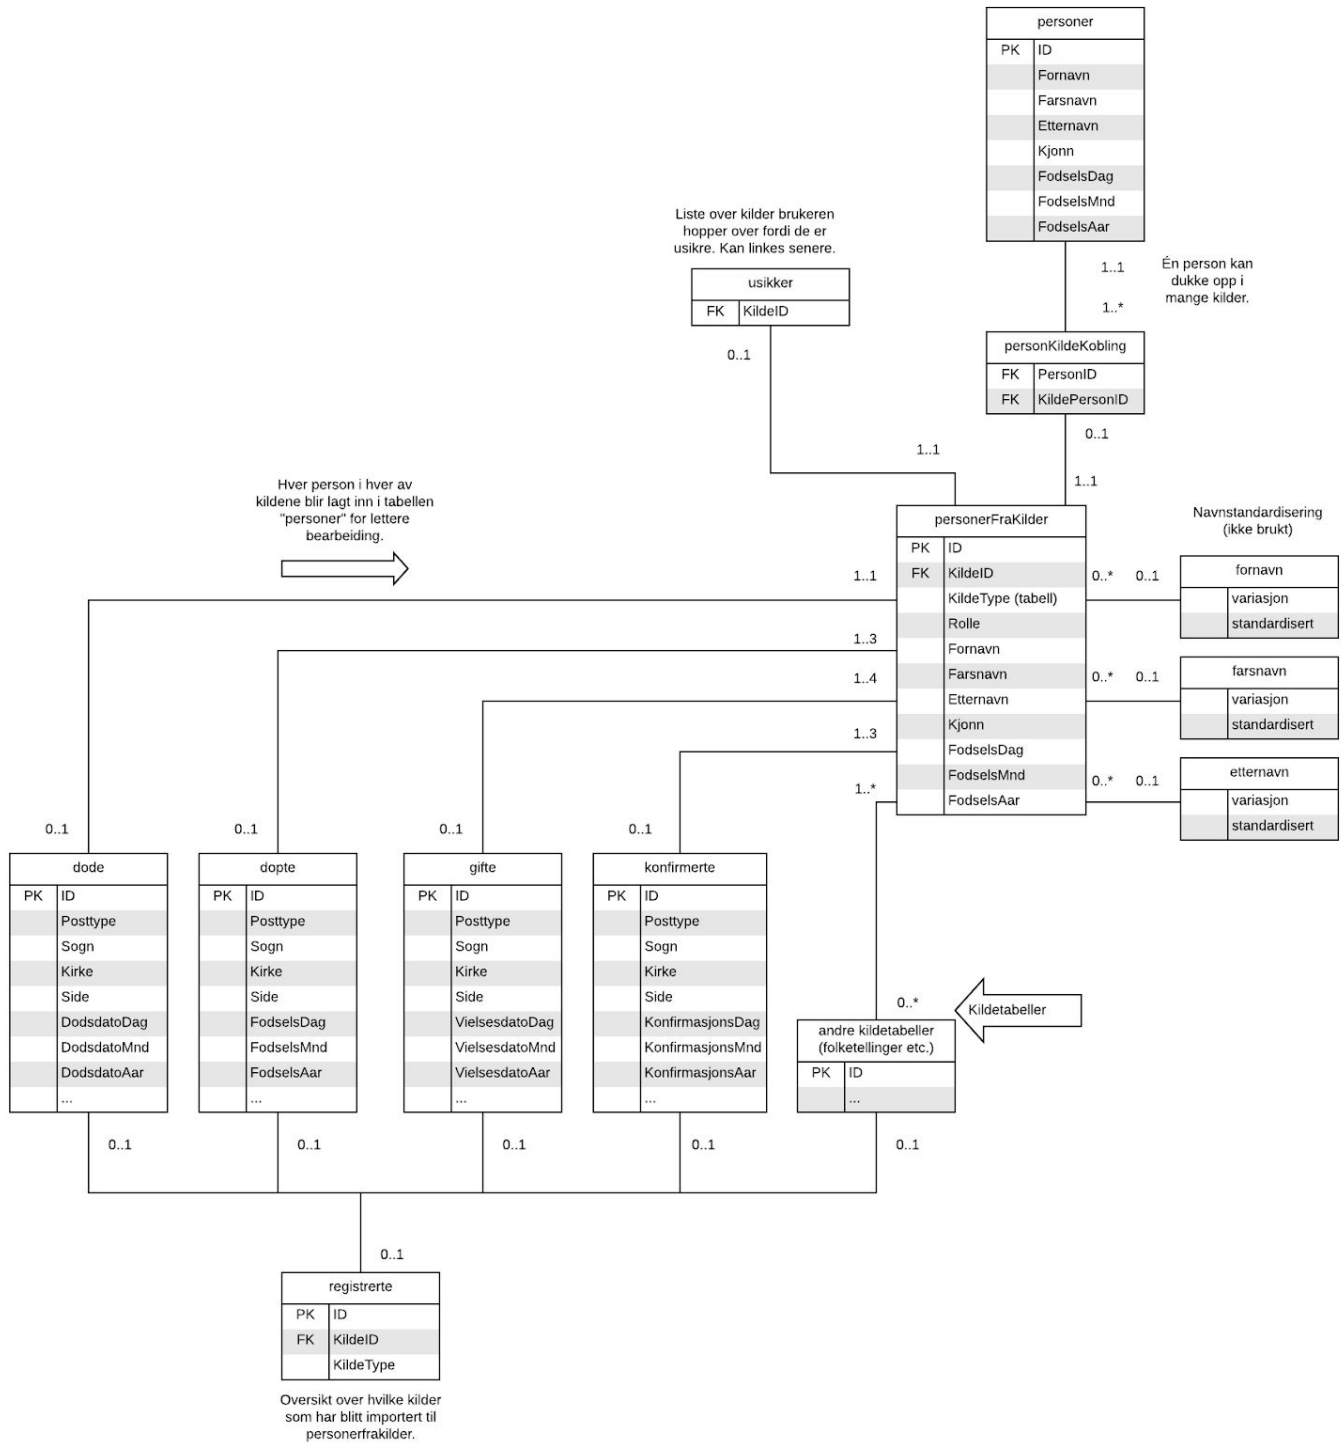 personer
PK ID
Fornavn
Farsnavn
Etternavn
Kjonn
FodselsDag
FodselsMnd
FodselsAar
1..1
1..*
Én person kan
dukke opp i
mange kilder.
Liste over kilder brukeren
hopper over fordi de er
usikre. Kan linkes senere.
usikker
FK KildeID
0..1
1..1
personKildeKobling
FK PersonID
FK KildePersonID
0..1
1..1
Hver person i hver av
kildene blir lagt inn i tabellen
"personer" for lettere
bearbeiding.
personerFraKilder
PK ID
FK KildeID
KildeType (tabell)
Rolle
Fornavn
Farsnavn
Etternavn
Kjonn
FodselsDag
FodselsMnd
FodselsAar
1..1
1..3
1..4
1..3
1..*
Navnstandardisering
(ikke brukt)
0..* 0..1
fornavn
variasjon
standardisert
0..* 0..1
farsnavn
variasjon
standardisert
0..* 0..1
etternavn
variasjon
standardisert
0..1
dode
PK ID
Posttype
Sogn
Kirke
Side
DodsdatoDag
DodsdatoMnd
DodsdatoAar
...
0..1
0..1
dopte
PK ID
Posttype
Sogn
Kirke
Side
FodselsDag
FodselsMnd
FodselsAar
...
0..1
0..1
gifte
PK ID
Posttype
Sogn
Kirke
Side
VielsesdatoDag
VielsesdatoMnd
VielsesdatoAar
...
0..1
0..1
konfirmerte
PK ID
Posttype
Sogn
Kirke
Side
KonfirmasjonsDag
KonfirmasjonsMnd
KonfirmasjonsAar
...
0..1
0..*
Kildetabeller
andre kildetabeller
(folketellinger etc.)
PK ID
...
0..1
0..1
registrerte
PK ID
FK KildeID
KildeType
Oversikt over hvilke kilder
som har blitt importert til
personerfrakilder.